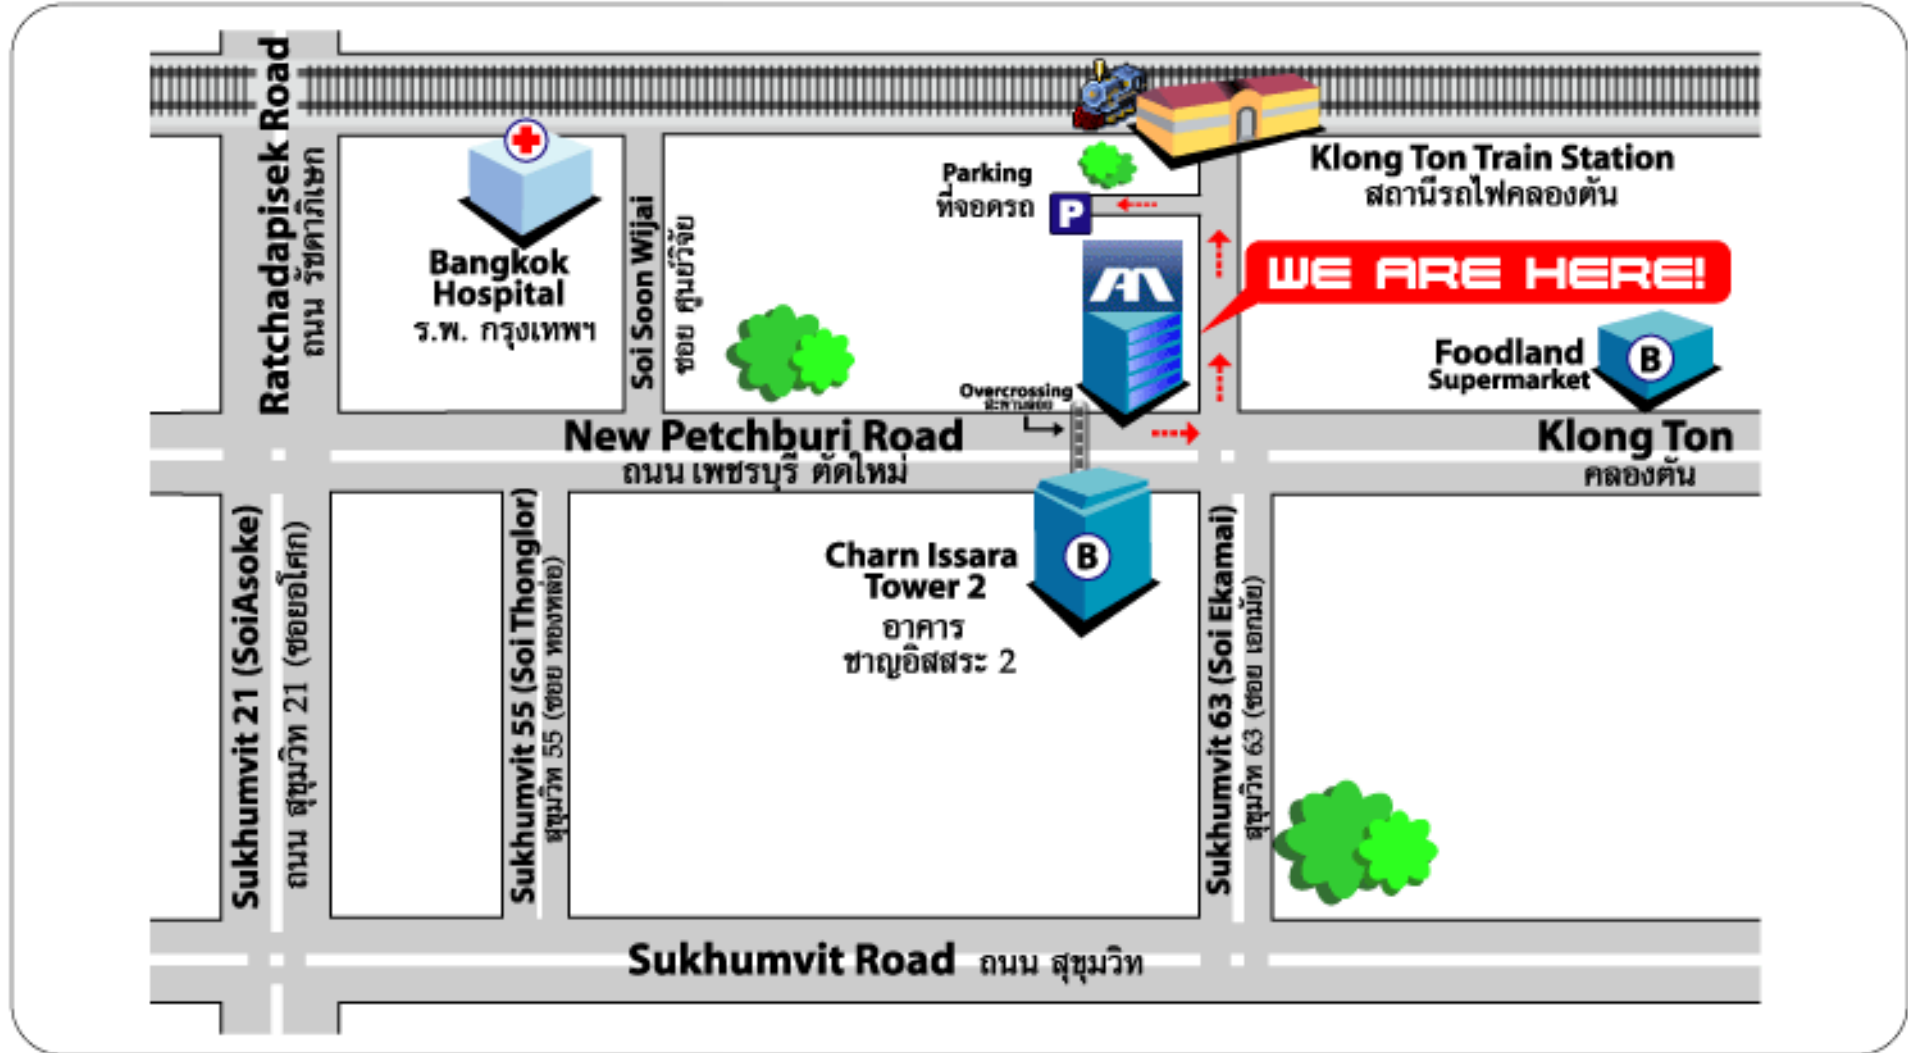 Ratchadapisek Road
ถนน รัชดาภิเษก
Bangkok
Hospital
ร.พ. กรุงเทพฯ
Soi Soon Wijai
ซอย ศูนย์วิจัย
Parking
ที่จอดรถ
P
Klong Ton Train Station
สถานีรถไฟคลองตัน
WE ARE HERE!
Foodland
Supermarket
B
Overcrossing
สะพานลอย
New Petchburi Road
ถนน เพชรบุรี ตัดใหม่
Klong Ton
คลองตัน
Sukhumvit 21 (SoiAsoke)
ถนน สุขุมวิท 21 (ซอยอโศก)
Sukhumvit 55 (Soi Thonglor)
สุขุมวิท 55 (ซอย ทองหล่อ)
Charn Issara
Tower 2
อาคาร
ชาญอิสสระ 2
B
Sukhumvit 63 (Soi Ekamai)
สุขุมวิท 63 (ซอย เอกมัย)
Sukhumvit Road ถนน สุขุมวิท